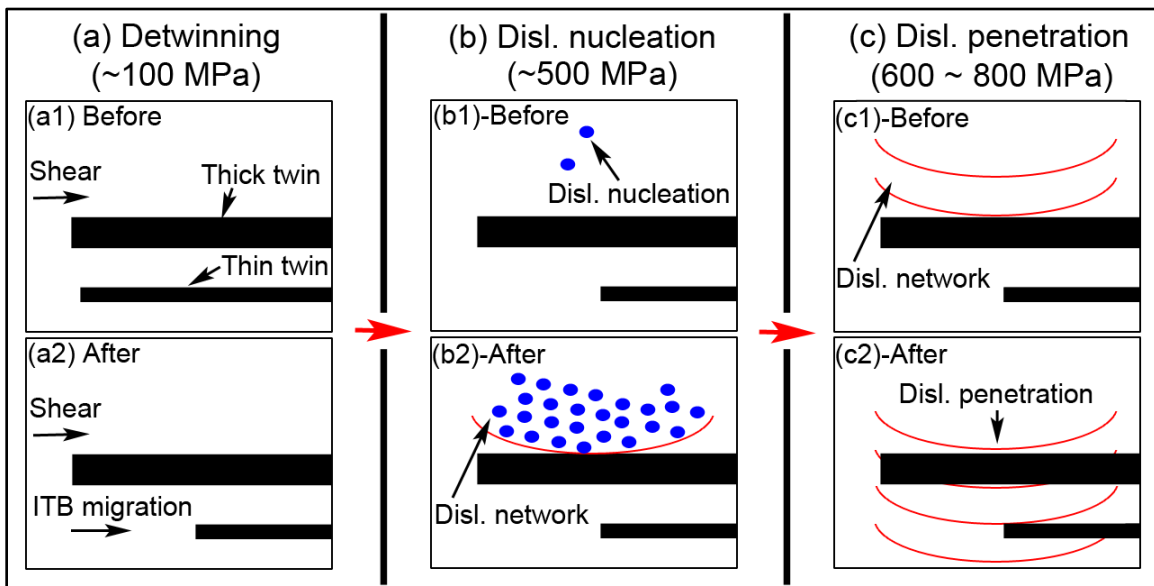 (a) Detwinning
(~100 MPa)
(a1) Before
Shear
Thick twin
Thin twin
(a2) After
Shear
ITB migration
(b) Disl. nucleation
(~500 MPa)
(b1)-Before
Disl. nucleation
(b2)-After
Disl. network
(c) Disl. penetration
(600 ~ 800 MPa)
(c1)-Before
Disl. network
(c2)-After
Disl. penetration